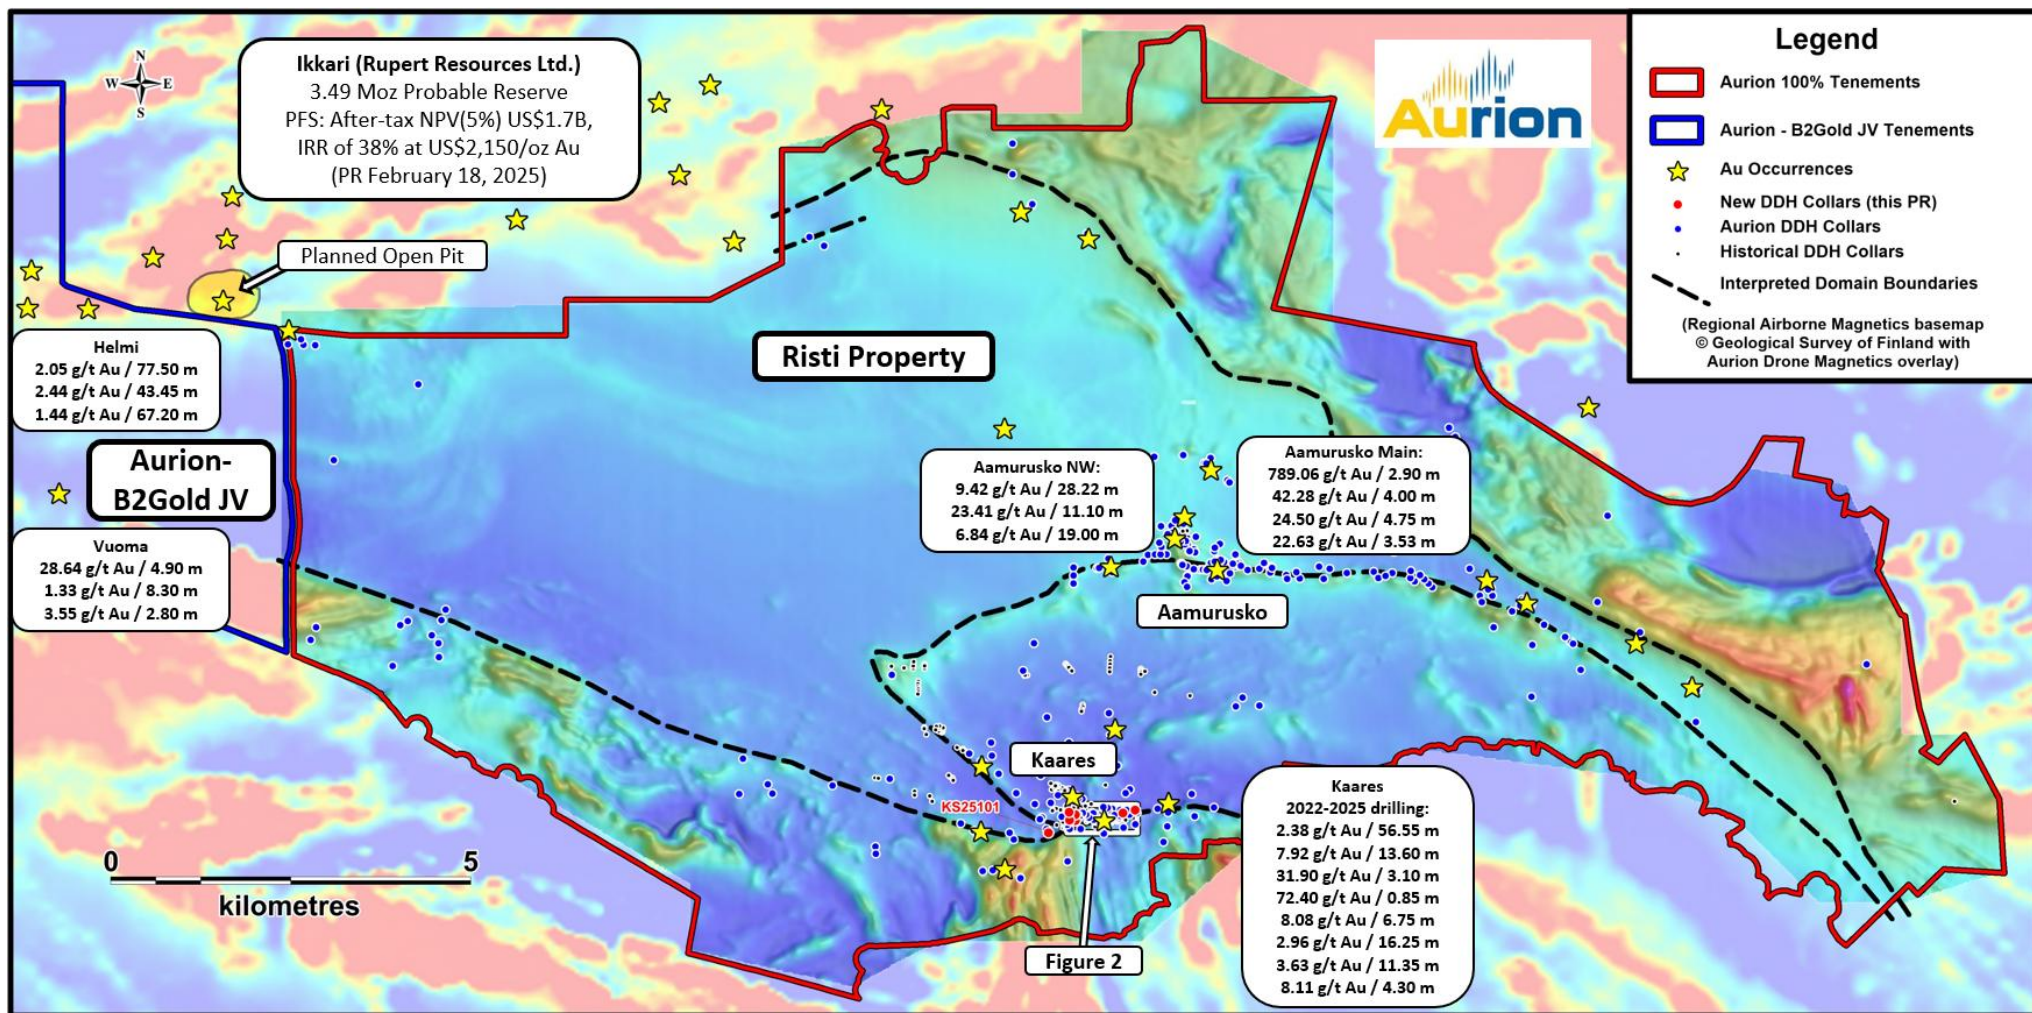 N
W E
S
Ikkari (Rupert Resources Ltd.)
3.49 Moz Probable Reserve
PFS: After-tax NPV(5%) US$1.7B,
IRR of 38% at US$2,150/oz Au
(PR February 18, 2025)
Planned Open Pit
Aurion
Legend
Aurion 100% Tenements
Aurion - B2Gold JV Tenements
Au Occurrences
New DDH Collars (this PR)
Aurion DDH Collars
Historical DDH Collars
Interpreted Domain Boundaries
(Regional Airborne Magnetics basemap
© Geological Survey of Finland with
Aurion Drone Magnetics overlay)
Helmi
2.05 g/t Au / 77.50 m
2.44 g/t Au / 43.45 m
1.44 g/t Au / 67.20 m
Risti Property
Aurion-
B2Gold JV
Vuoma
28.64 g/t Au / 4.90 m
1.33 g/t Au / 8.30 m
3.55 g/t Au / 2.80 m
Aamurusko NW:
9.42 g/t Au / 28.22 m
23.41 g/t Au / 11.10 m
6.84 g/t Au / 19.00 m
Aamurusko Main:
789.06 g/t Au / 2.90 m
42.28 g/t Au / 4.00 m
24.50 g/t Au / 4.75 m
22.63 g/t Au / 3.53 m
Aamurusko
Kaares
KS25101
Kaares
2022-2025 drilling:
2.38 g/t Au / 56.55 m
7.92 g/t Au / 13.60 m
31.90 g/t Au / 3.10 m
72.40 g/t Au / 0.85 m
8.08 g/t Au / 6.75 m
2.96 g/t Au / 16.25 m
3.63 g/t Au / 11.35 m
8.11 g/t Au / 4.30 m
0 5
kilometres
Figure 2